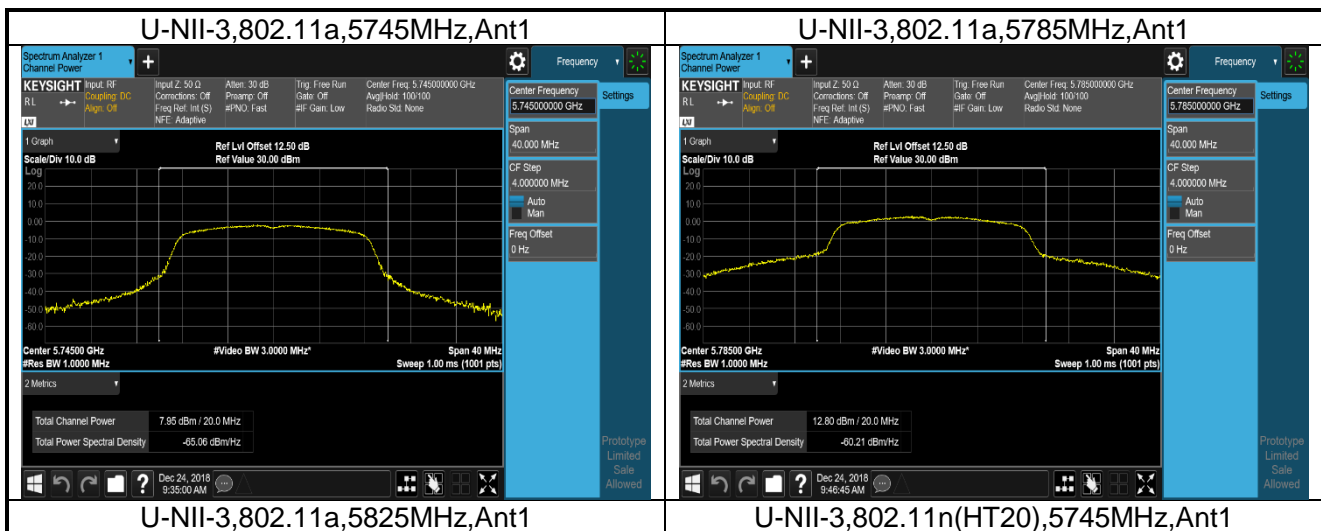 U-NII-3,802.11a,5745MHz,Ant1
U-NII-3,802.11a,5785MHz,Ant1
Spectrum Analyzer 1
Channel Power
+
Frequency
KEYSIGHT
RL
LXI
Input: RF
Coupling: DC
Align: Off
Input Z: 50 Ω
Corrections: Off
Freq Ref: Int (S)
NFE: Adaptive
Atten: 30 dB
Preamp: Off
#PNO: Fast
Trig: Free Run
Gate: Off
#IF Gain: Low
Center Freq: 5.745000000 GHz
Avg|Hold: 100/100
Radio Std: None
Center Frequency
5.745000000 GHz
Settings
Span
40.000 MHz
CF Step
4.000000 MHz
Auto
Man
Freq Offset
0 Hz
1 Graph
Scale/Div 10.0 dB
Ref Lvl Offset 12.50 dB
Ref Value 30.00 dBm
Log
20.0
10.0
0.00
-10.0
-20.0
-30.0
-40.0
-50.0
-60.0
Center 5.74500 GHz
#Res BW 1.0000 MHz
#Video BW 3.0000 MHz*
Span 40 MHz
Sweep 1.00 ms (1001 pts)
2 Metrics
Total Channel Power 7.95 dBm / 20.0 MHz
Total Power Spectral Density -65.06 dBm/Hz
Prototype
Limited
Sale
Allowed
?
Dec 24, 2018
9:35:00 AM
Spectrum Analyzer 1
Channel Power
+
Frequency
KEYSIGHT
RL
LXI
Input: RF
Coupling: DC
Align: Off
Input Z: 50 Ω
Corrections: Off
Freq Ref: Int (S)
NFE: Adaptive
Atten: 30 dB
Preamp: Off
#PNO: Fast
Trig: Free Run
Gate: Off
#IF Gain: Low
Center Freq: 5.785000000 GHz
Avg|Hold: 100/100
Radio Std: None
Center Frequency
5.785000000 GHz
Settings
Span
40.000 MHz
CF Step
4.000000 MHz
Auto
Man
Freq Offset
0 Hz
1 Graph
Scale/Div 10.0 dB
Ref Lvl Offset 12.50 dB
Ref Value 30.00 dBm
Log
20.0
10.0
0.00
-10.0
-20.0
-30.0
-40.0
-50.0
-60.0
Center 5.78500 GHz
#Res BW 1.0000 MHz
#Video BW 3.0000 MHz*
Span 40 MHz
Sweep 1.00 ms (1001 pts)
2 Metrics
Total Channel Power 12.80 dBm / 20.0 MHz
Total Power Spectral Density -60.21 dBm/Hz
Prototype
Limited
Sale
Allowed
?
Dec 24, 2018
9:46:45 AM
U-NII-3,802.11a,5825MHz,Ant1
U-NII-3,802.11n(HT20),5745MHz,Ant1